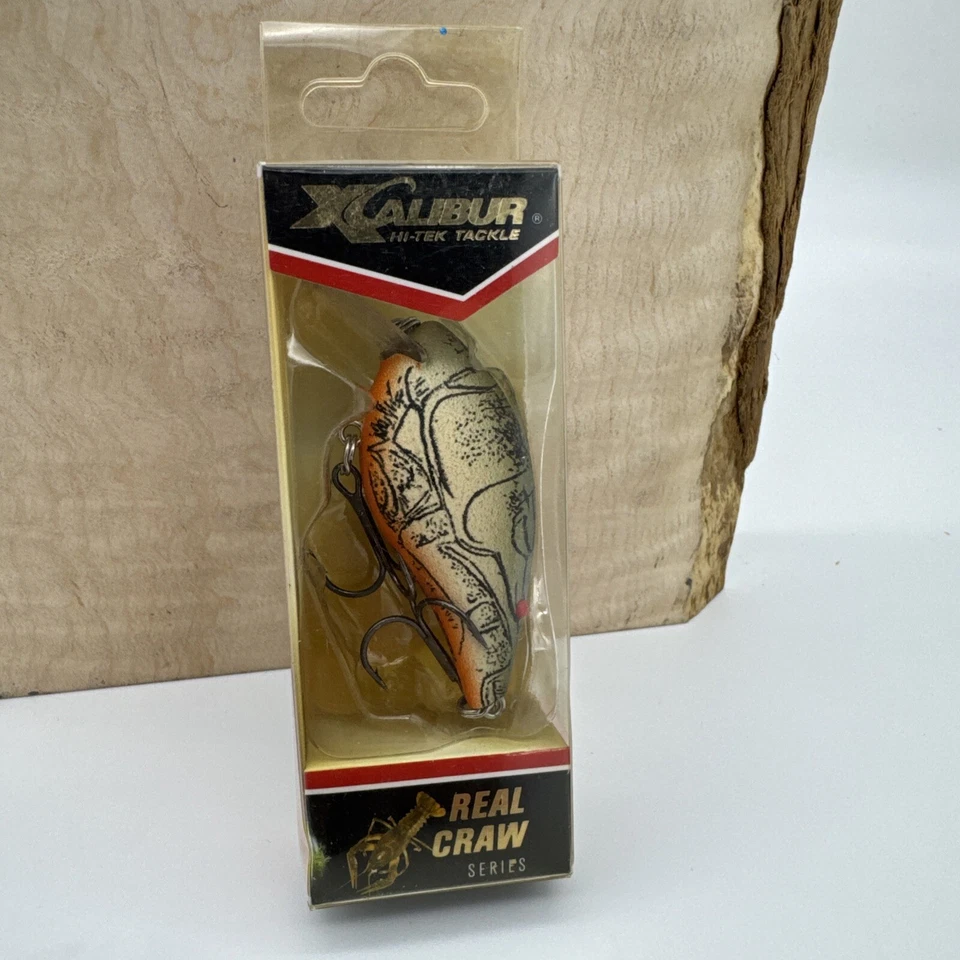 XCALIBUR®
HI-TEK TACKLE
REAL
CRAW
SERIES